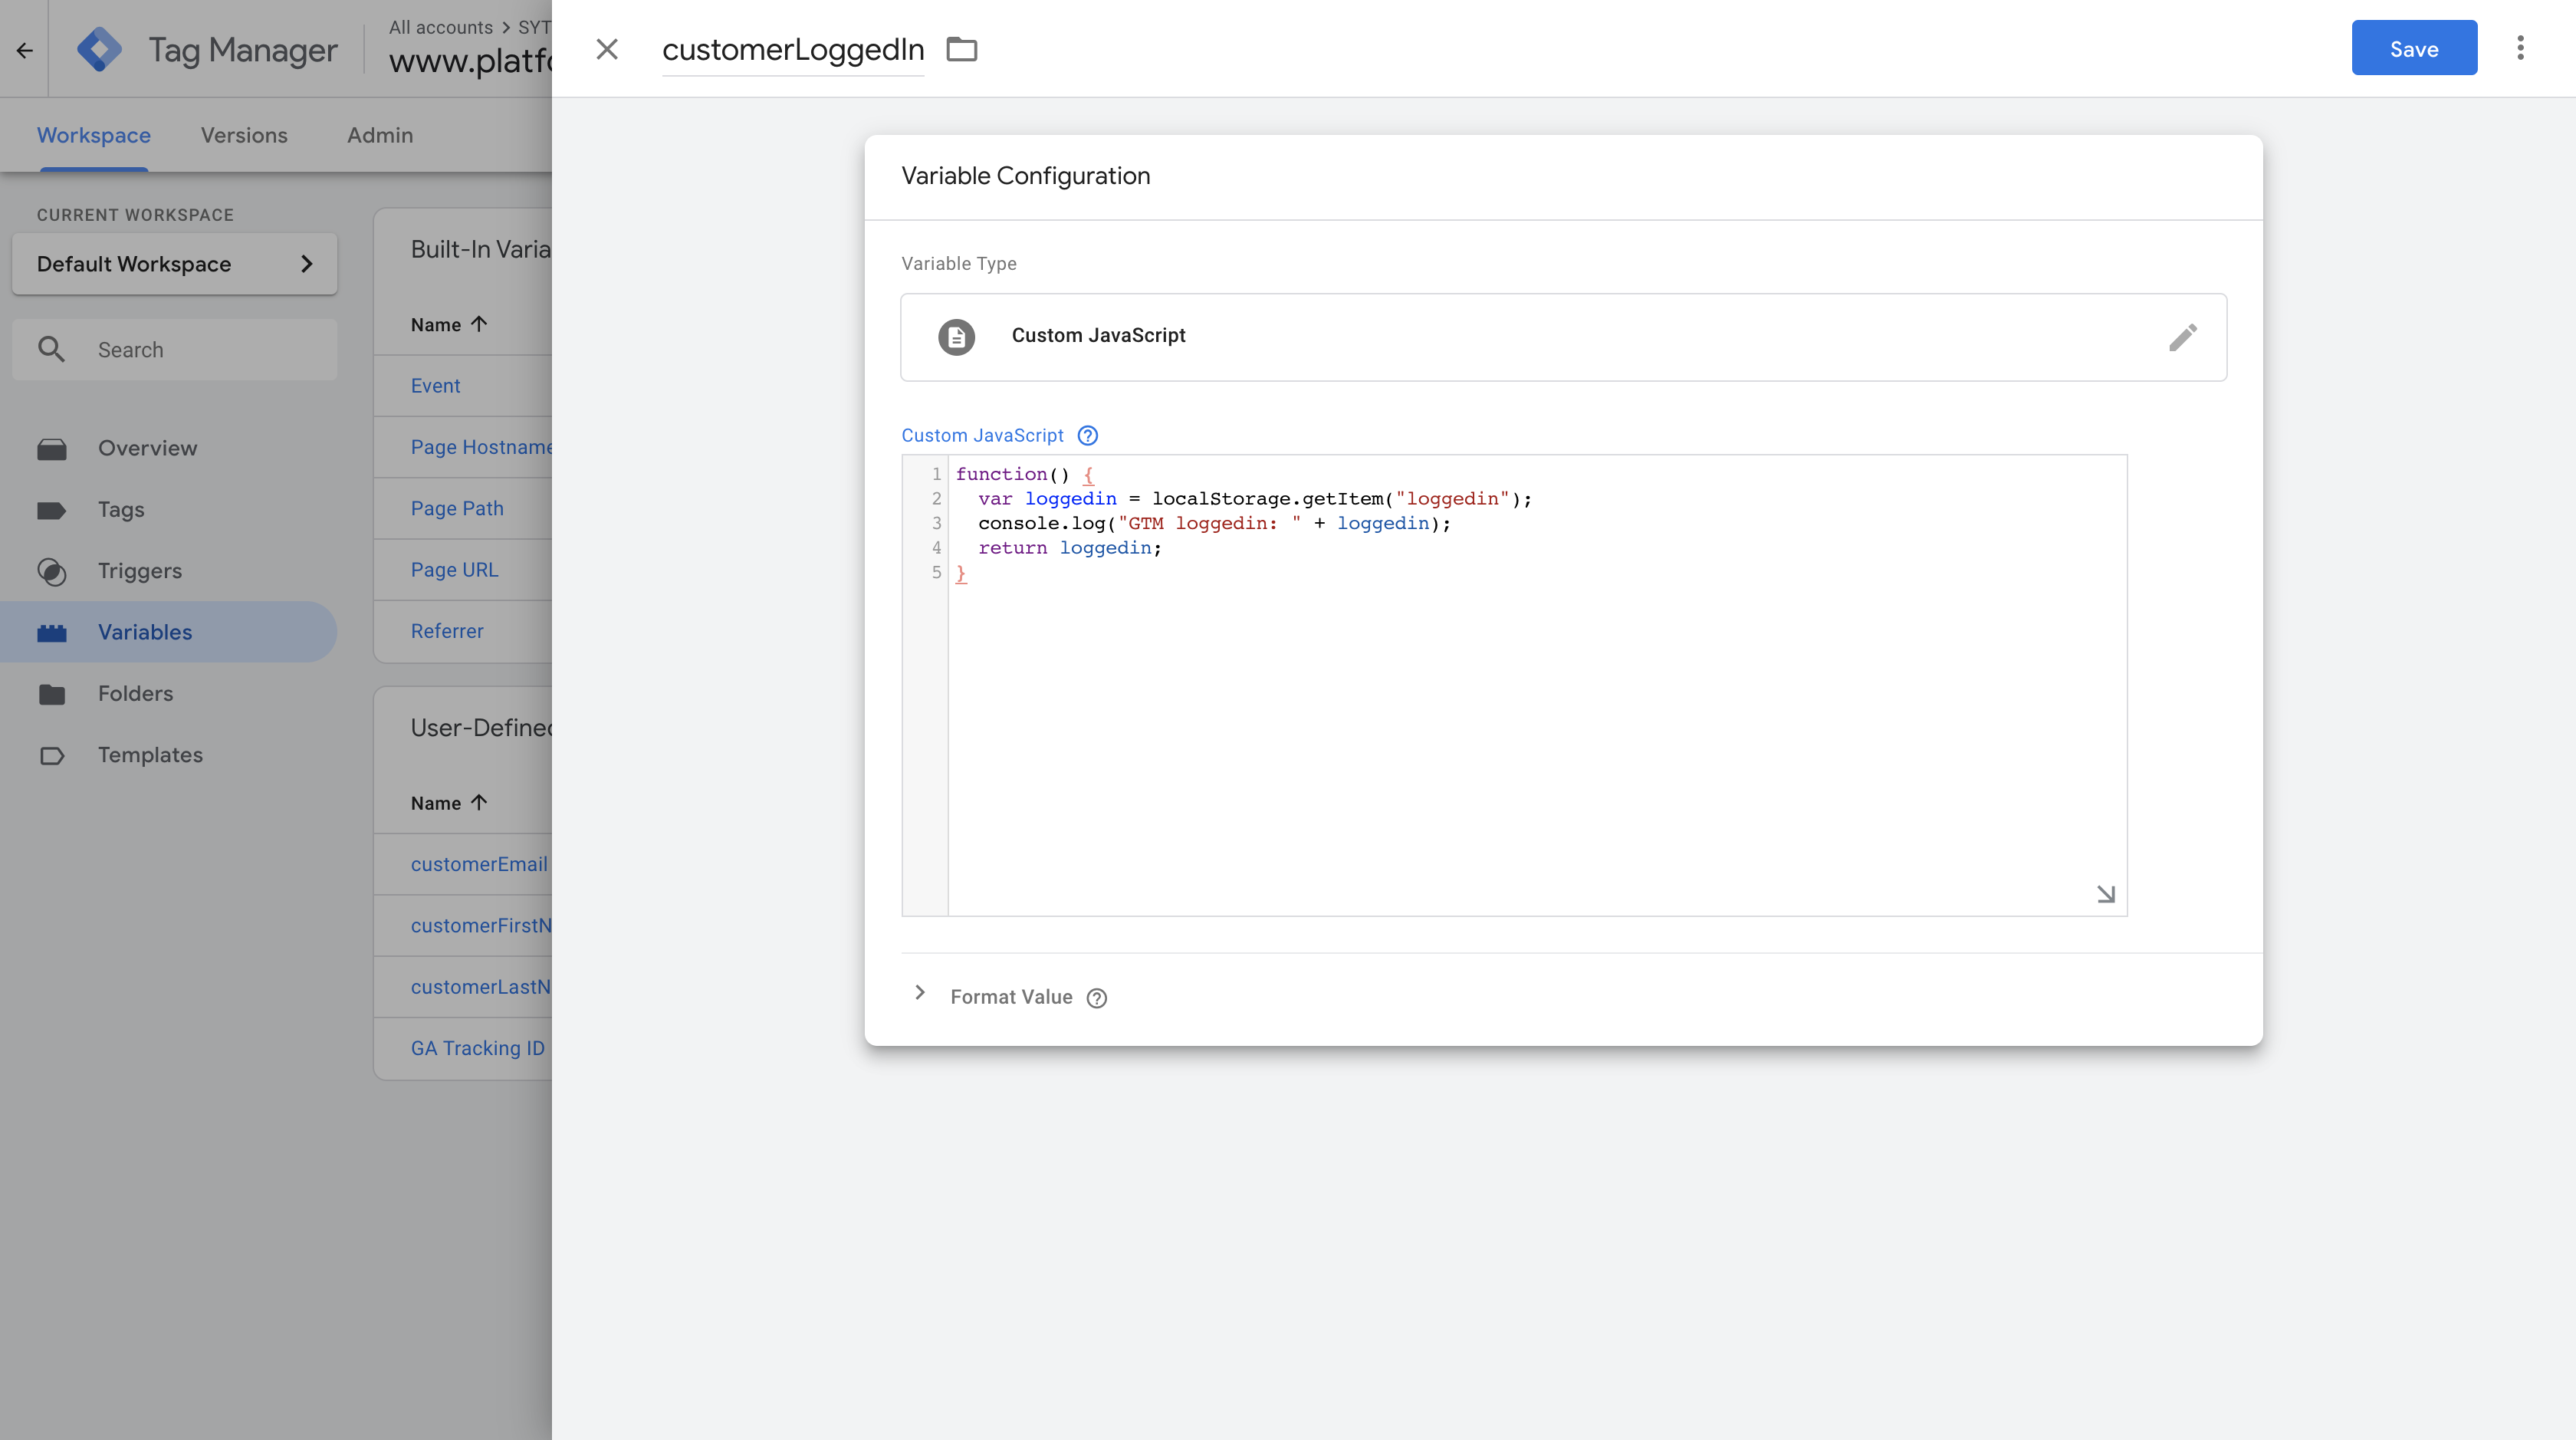 Tag Manager
All accounts > SYT
www.platfo
customerLoggedIn
Save
Workspace
Versions
Admin
CURRENT WORKSPACE
Default Workspace
Search
Overview
Tags
Triggers
Variables
Folders
Templates
Built-In Varia
Name
Event
Page Hostname
Page Path
Page URL
Referrer
User-Defined
Name
customerEmail
customerFirstN
customerLastN
GA Tracking ID
Variable Configuration
Variable Type
Custom JavaScript
Custom JavaScript
1 function() {
2 var loggedin = localStorage.getItem("loggedin");
3 console.log("GTM loggedin: " + loggedin);
4 return loggedin;
5 }
Format Value